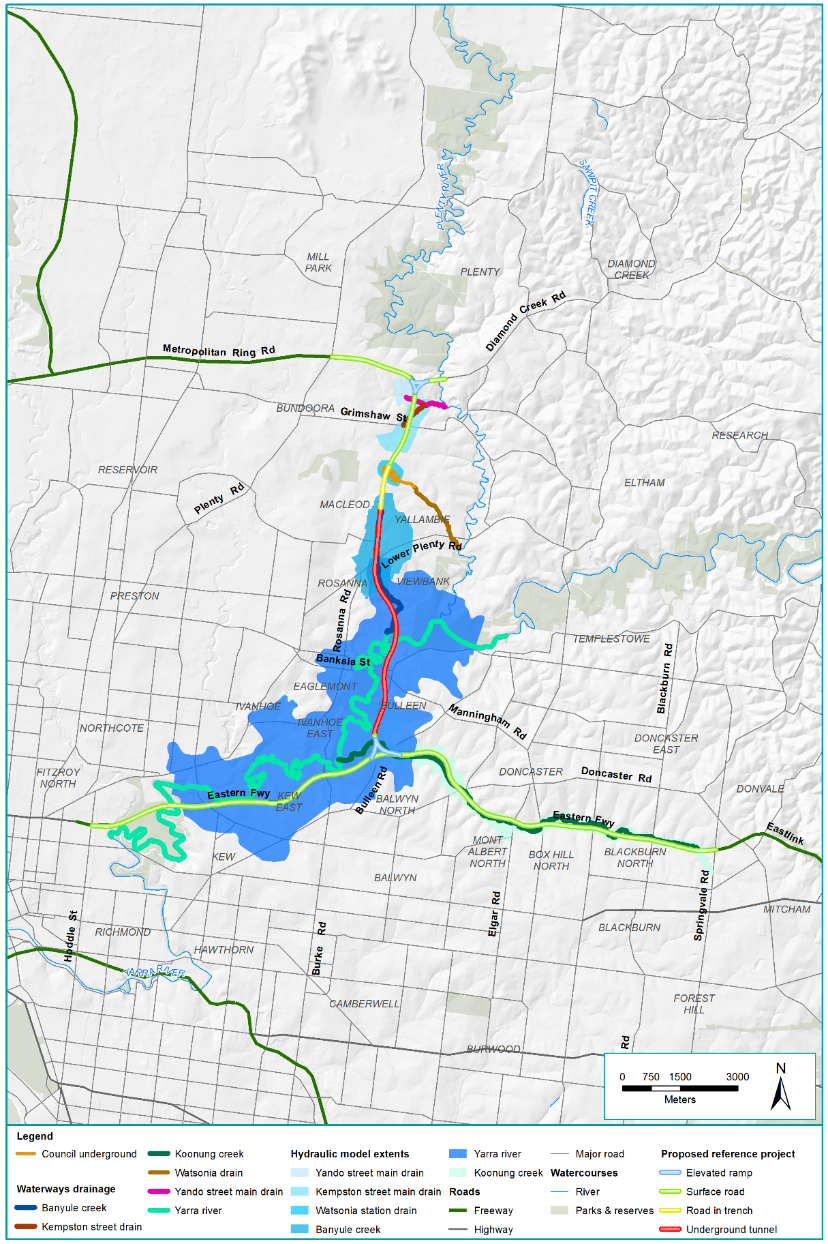 PLENTY RIVER
SAWPIT CREEK
MILL
PARK
PLENTY
DIAMOND
CREEK
Diamond Creek Rd
Metropolitan Ring Rd
BUNDOORA
Grimshaw St
RESEARCH
RESERVOIR
Plenty Rd
ELTHAM
MACLEOD
YALLAMBIE
Lower Plenty Rd
ROSANNA
VIEWBANK
PRESTON
Rosanna Rd
TEMPLESTOWE
Banksia St
Blackburn Rd
EAGLEMONT
IVANHOE
BULLEEN
IVANHOE
EAST
Manningham Rd
NORTHCOTE
DONCASTER
EAST
FITZROY
NORTH
DONCASTER
Doncaster Rd
Eastern Fwy
KEW
EAST
Bulleen Rd
BALWYN
NORTH
DONVALE
Eastern Fwy
Eastlink
MONT
ALBERT
NORTH
BOX HILL
NORTH
BLACKBURN
NORTH
KEW
BALWYN
Springvale Rd
Elgar Rd
MITCHAM
Hoddle St
RICHMOND
HAWTHORN
Burke Rd
BLACKBURN
YARRA RIVER
CAMBERWELL
FOREST
HILL
BURWOOD
Rd
0 750 1500 3000
Meters
N
Legend
Council underground
Waterways drainage
Banyule creek
Kempston street drain
Koonung creek
Watsonia drain
Yando street main drain
Yarra river
Hydraulic model extents
Yando street main drain
Kempston street main drain
Watsonia station drain
Banyule creek
Yarra river
Koonung creek
Roads
Freeway
Highway
Major road
Watercourses
River
Parks & reserves
Proposed reference project
Elevated ramp
Surface road
Road in trench
Underground tunnel